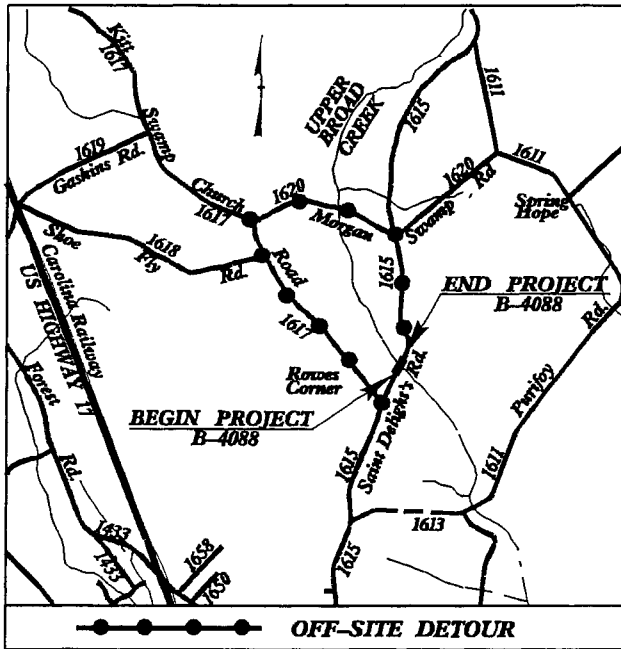 Kitt
1617
Swamp
Church
1617
Road
1617
1619
Gaskins Rd.
Shoe
Fly
Rd.
1618
1620
Morgan
Swamp
Rd
1620
UPPER
BROAD
CREEK
1615
1611
1611
Spring
Hope
1615
END PROJECT
B-4088
Rowes
Corner
BEGIN PROJECT
B-4088
Saint Delight's Rd.
1615
Purifoy
Rd.
1611
1613
1615
Carolina Railway
US HIGHWAY 17
Forest
Rd.
1433
1433
1658
1650
OFF-SITE DETOUR